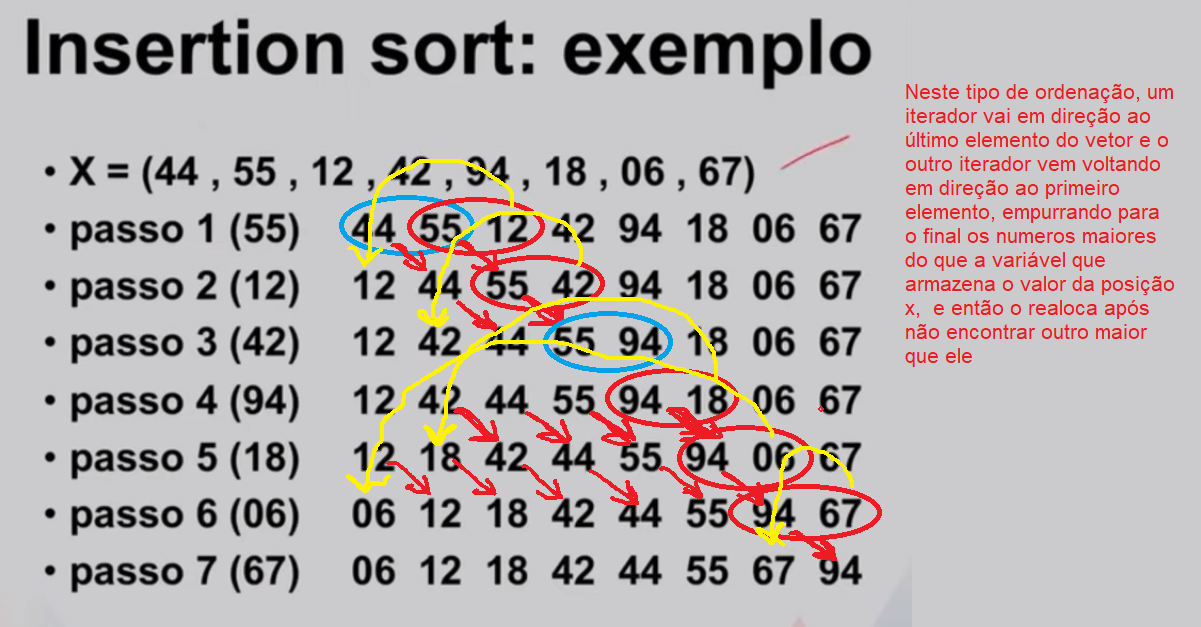 Insertion sort: exemplo
• X = (44 , 55 , 12 , 42 , 94 , 18 , 06 , 67)
• passo 1 (55) 44 55 12 42 94 18 06 67
• passo 2 (12) 12 44 55 42 94 18 06 67
• passo 3 (42) 12 42 44 55 94 18 06 67
• passo 4 (94) 12 42 44 55 94 18 06 67
• passo 5 (18) 12 18 42 44 55 94 06 67
• passo 6 (06) 06 12 18 42 44 55 94 67
• passo 7 (67) 06 12 18 42 44 55 67 94
Neste tipo de ordenação, um
iterador vai em direção ao
último elemento do vetor e o
outro iterador vem voltando
em direção ao primeiro
elemento, empurrando para
o final os numeros maiores
do que a variável que
armazena o valor da posição
x, e então o realoca após
não encontrar outro maior
que ele